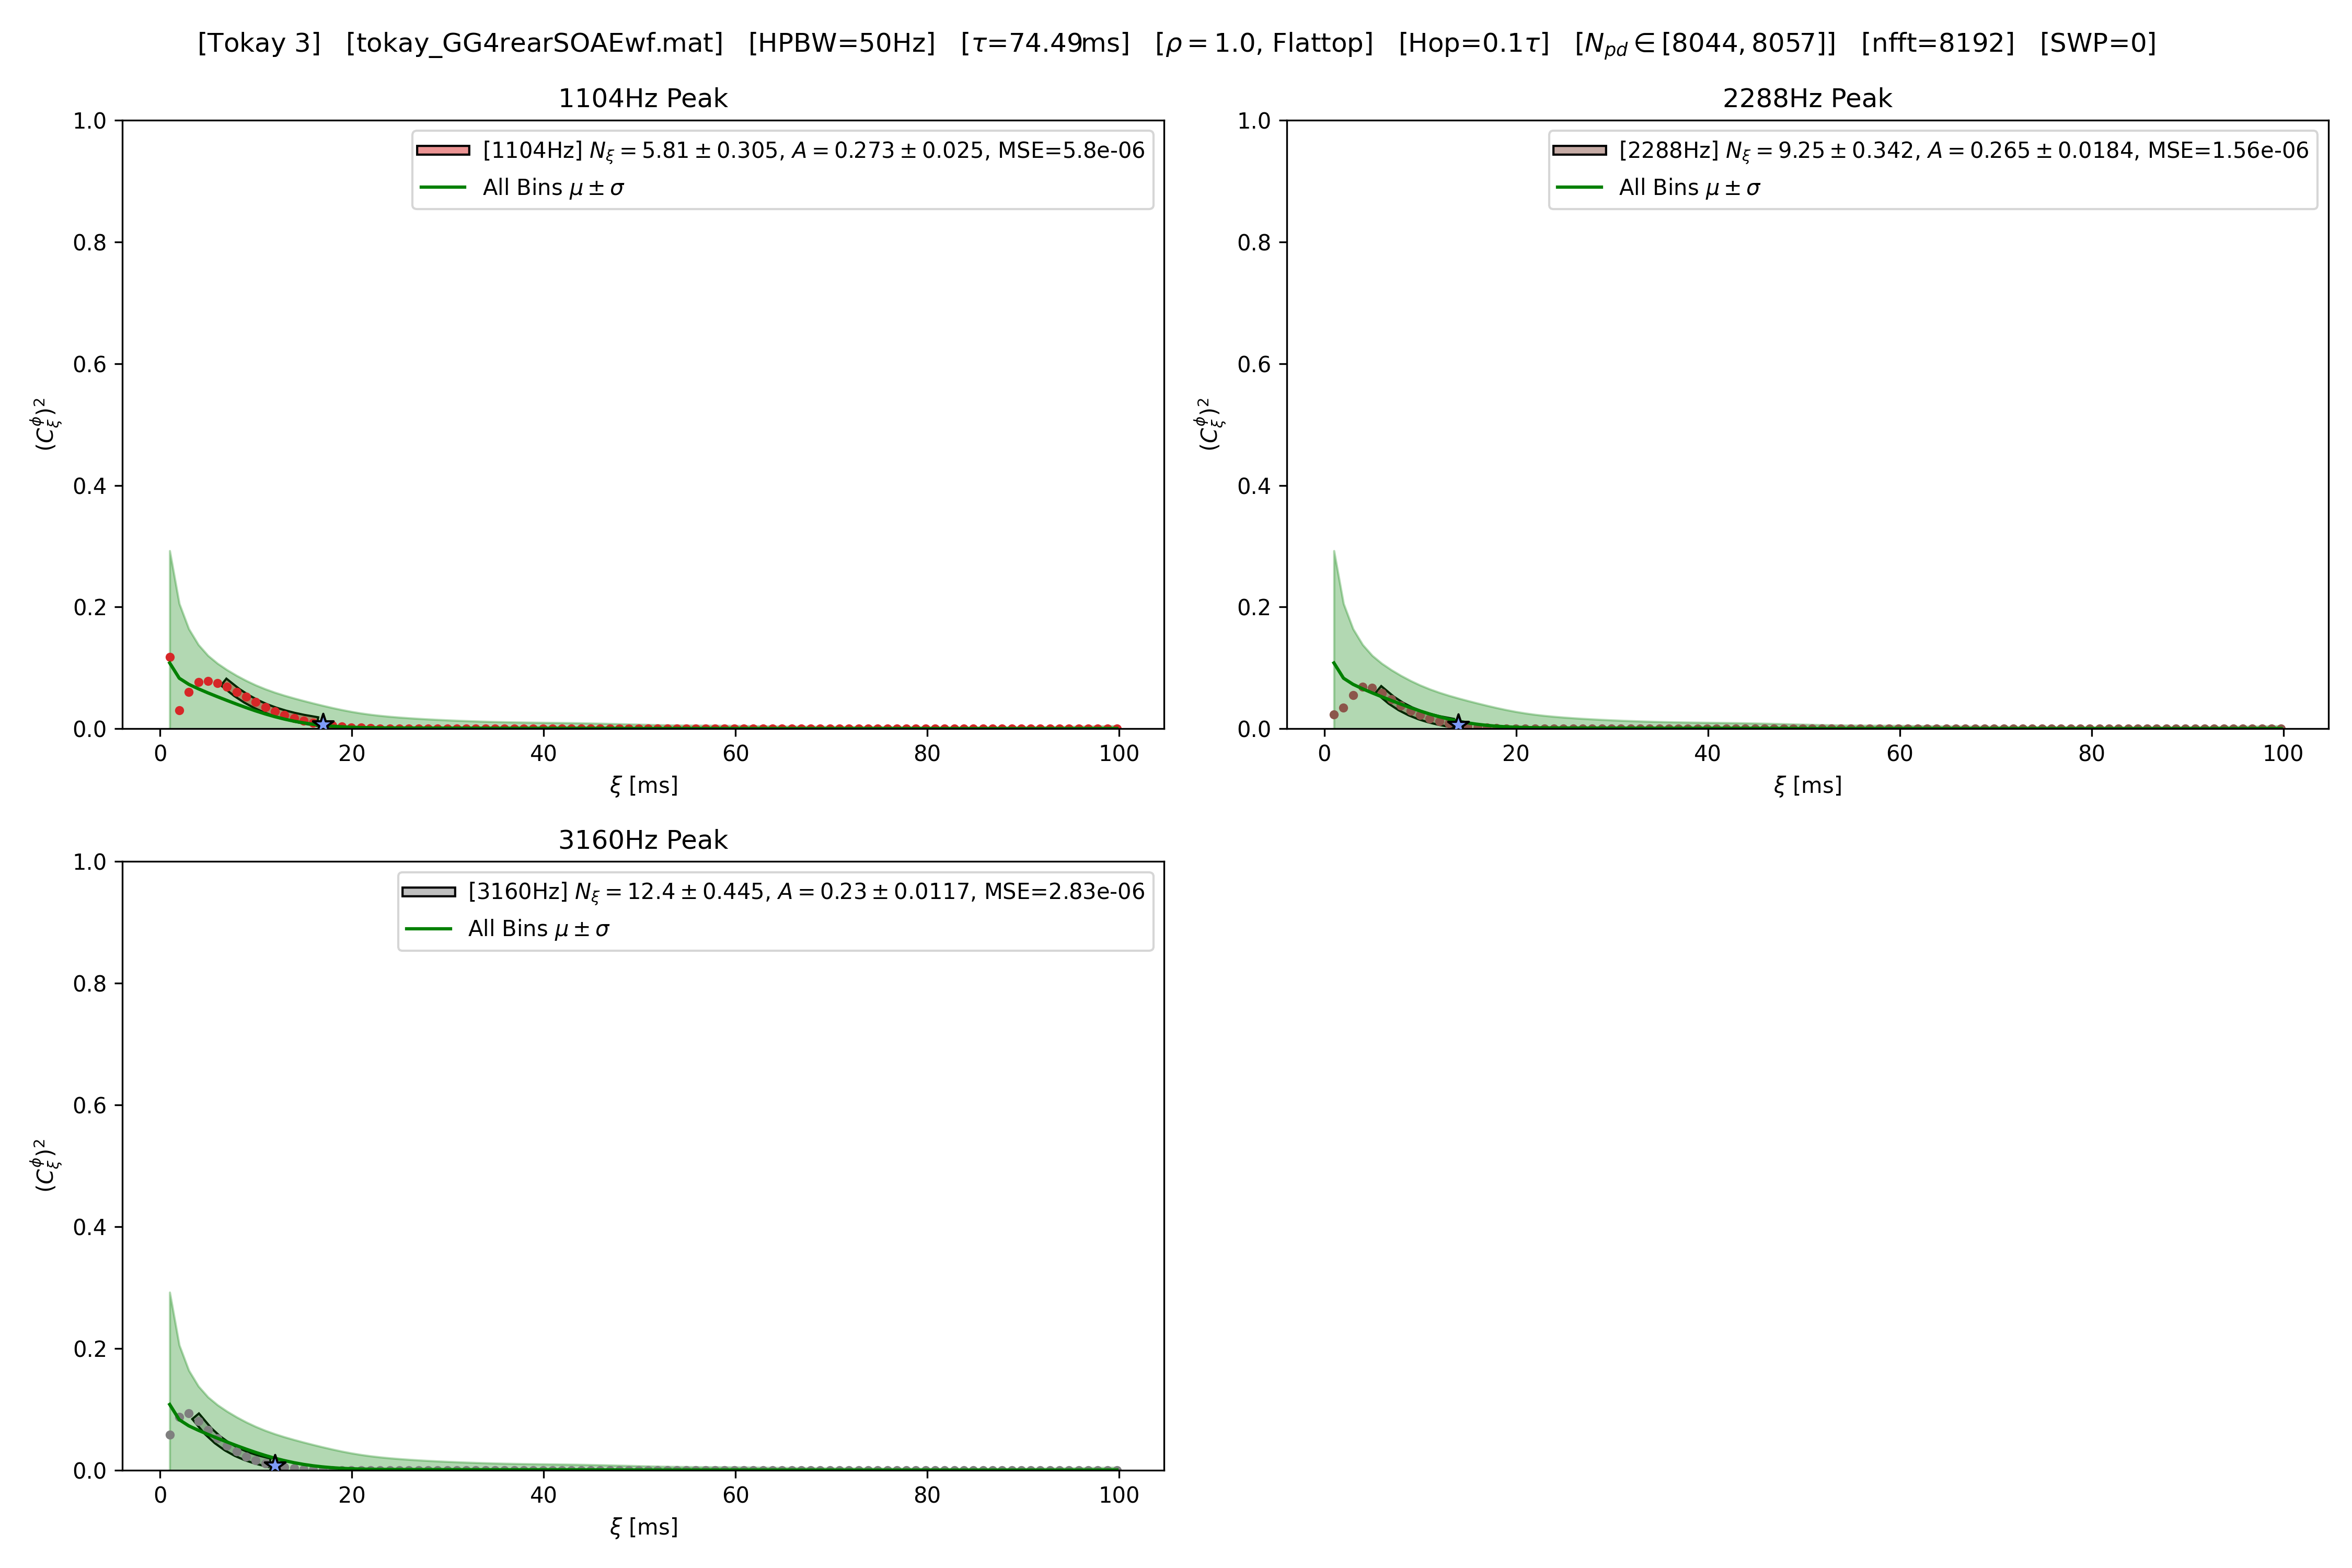 [Tokay 3] [tokay_GG4rearSOAEwf.mat] [HPBW=50Hz] [τ=74.49ms] [ρ = 1.0, Flattop] [Hop=0.1τ] [N_pd ∈ [8044, 8057]] [nfft=8192] [SWP=0]
1104Hz Peak
1.0
0.8
0.6
0.4
0.2
0.0
(C_ξ^ϕ)²
[1104Hz] N_ξ = 5.81 ± 0.305, A = 0.273 ± 0.025, MSE=5.8e-06
All Bins μ ± σ
0 20 40 60 80 100
ξ [ms]
2288Hz Peak
1.0
0.8
0.6
0.4
0.2
0.0
(C_ξ^ϕ)²
[2288Hz] N_ξ = 9.25 ± 0.342, A = 0.265 ± 0.0184, MSE=1.56e-06
All Bins μ ± σ
0 20 40 60 80 100
ξ [ms]
3160Hz Peak
1.0
0.8
0.6
0.4
0.2
0.0
(C_ξ^ϕ)²
[3160Hz] N_ξ = 12.4 ± 0.445, A = 0.23 ± 0.0117, MSE=2.83e-06
All Bins μ ± σ
0 20 40 60 80 100
ξ [ms]